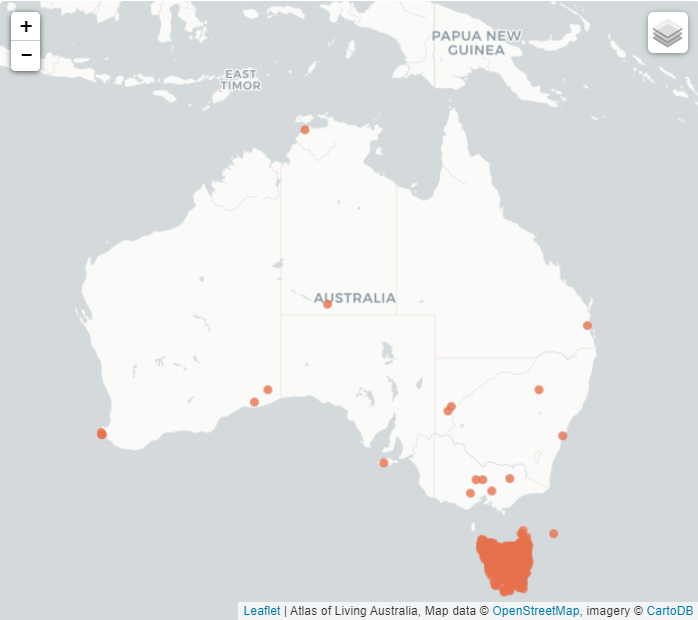 +
−
PAPUA NEW
GUINEA
EAST
TIMOR
AUSTRALIA
Leaflet | Atlas of Living Australia, Map data © OpenStreetMap, imagery © CartoDB